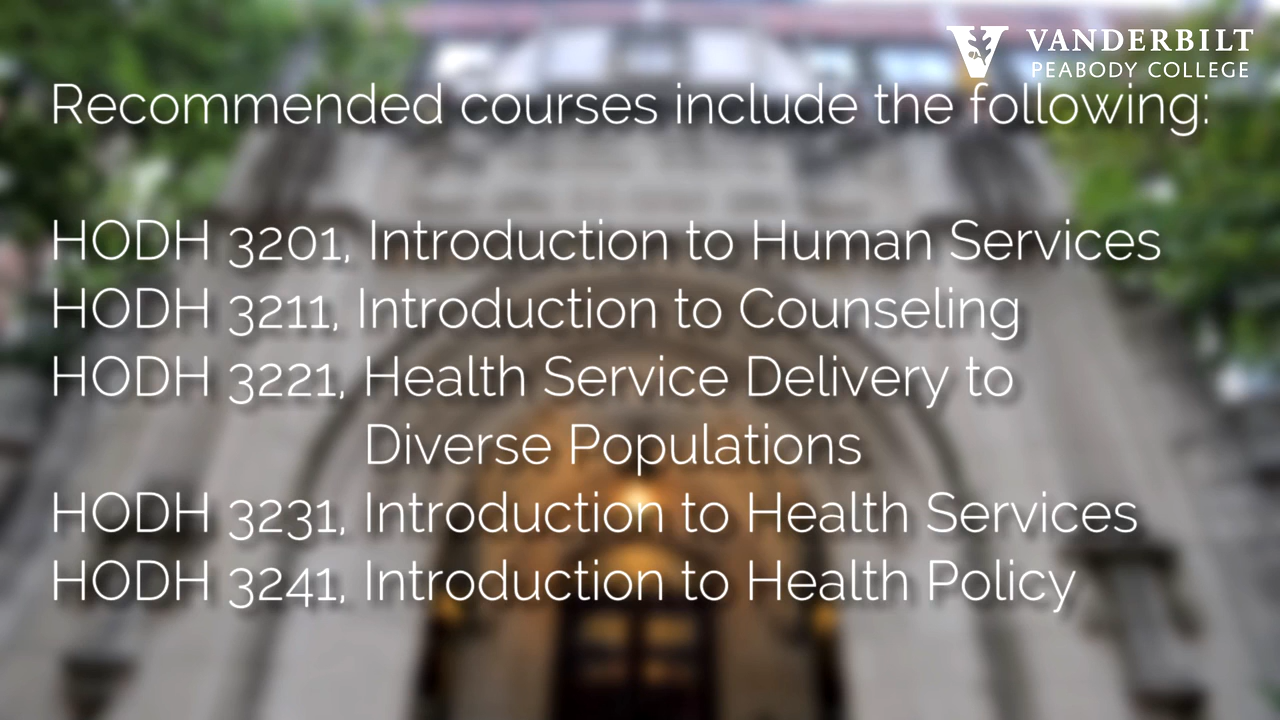 VANDERBILT
PEABODY COLLEGE
Recommended courses include the following:
HODH 3201, Introduction to Human Services
HODH 3211, Introduction to Counseling
HODH 3221, Health Service Delivery to
Diverse Populations
HODH 3231, Introduction to Health Services
HODH 3241, Introduction to Health Policy